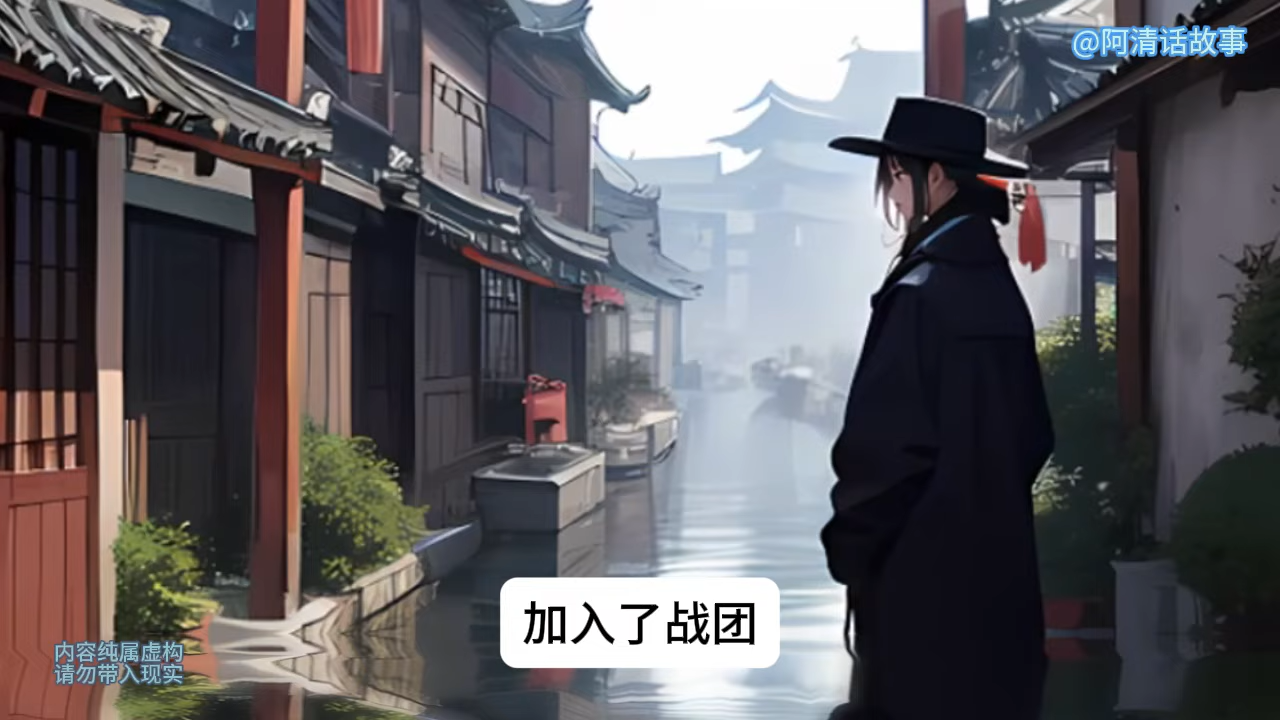 @阿清话故事
加入了战团
内容纯属虚构
请勿带入现实